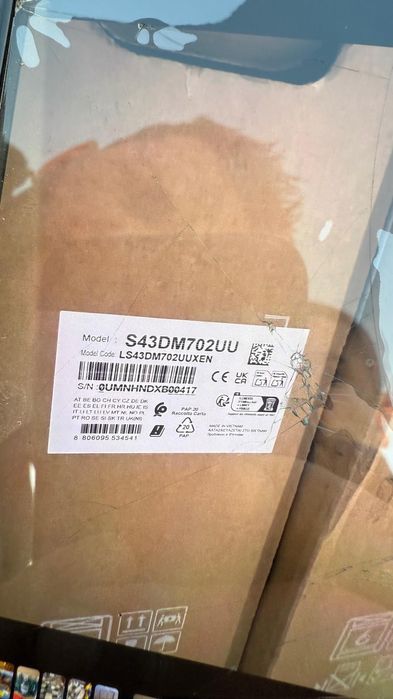 Model : S43DM702UU
Model Code: LS43DM702UUXEN
S/N : 0UMNHNDXB00417
CE UK CA
AT BE BG CH CY CZ DE DK
EE ES EL FI FR HR HU IE IS
IT LI LT LU LV MT NL NO PL
PT RO SE SI SK TR UK(NI)
PAP 20
Raccolta Carta
20
PAP
MADE IN VIETNAM
8 806095 534541